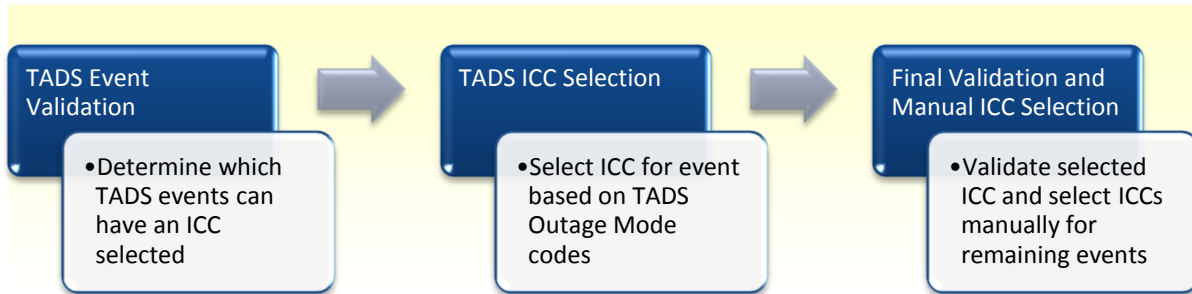 TADS Event
Validation
•Determine which
TADS events can
have an ICC
selected
TADS ICC Selection
•Select ICC for event
based on TADS
Outage Mode
codes
Final Validation and
Manual ICC Selection
•Validate selected
ICC and select ICCs
manually for
remaining events